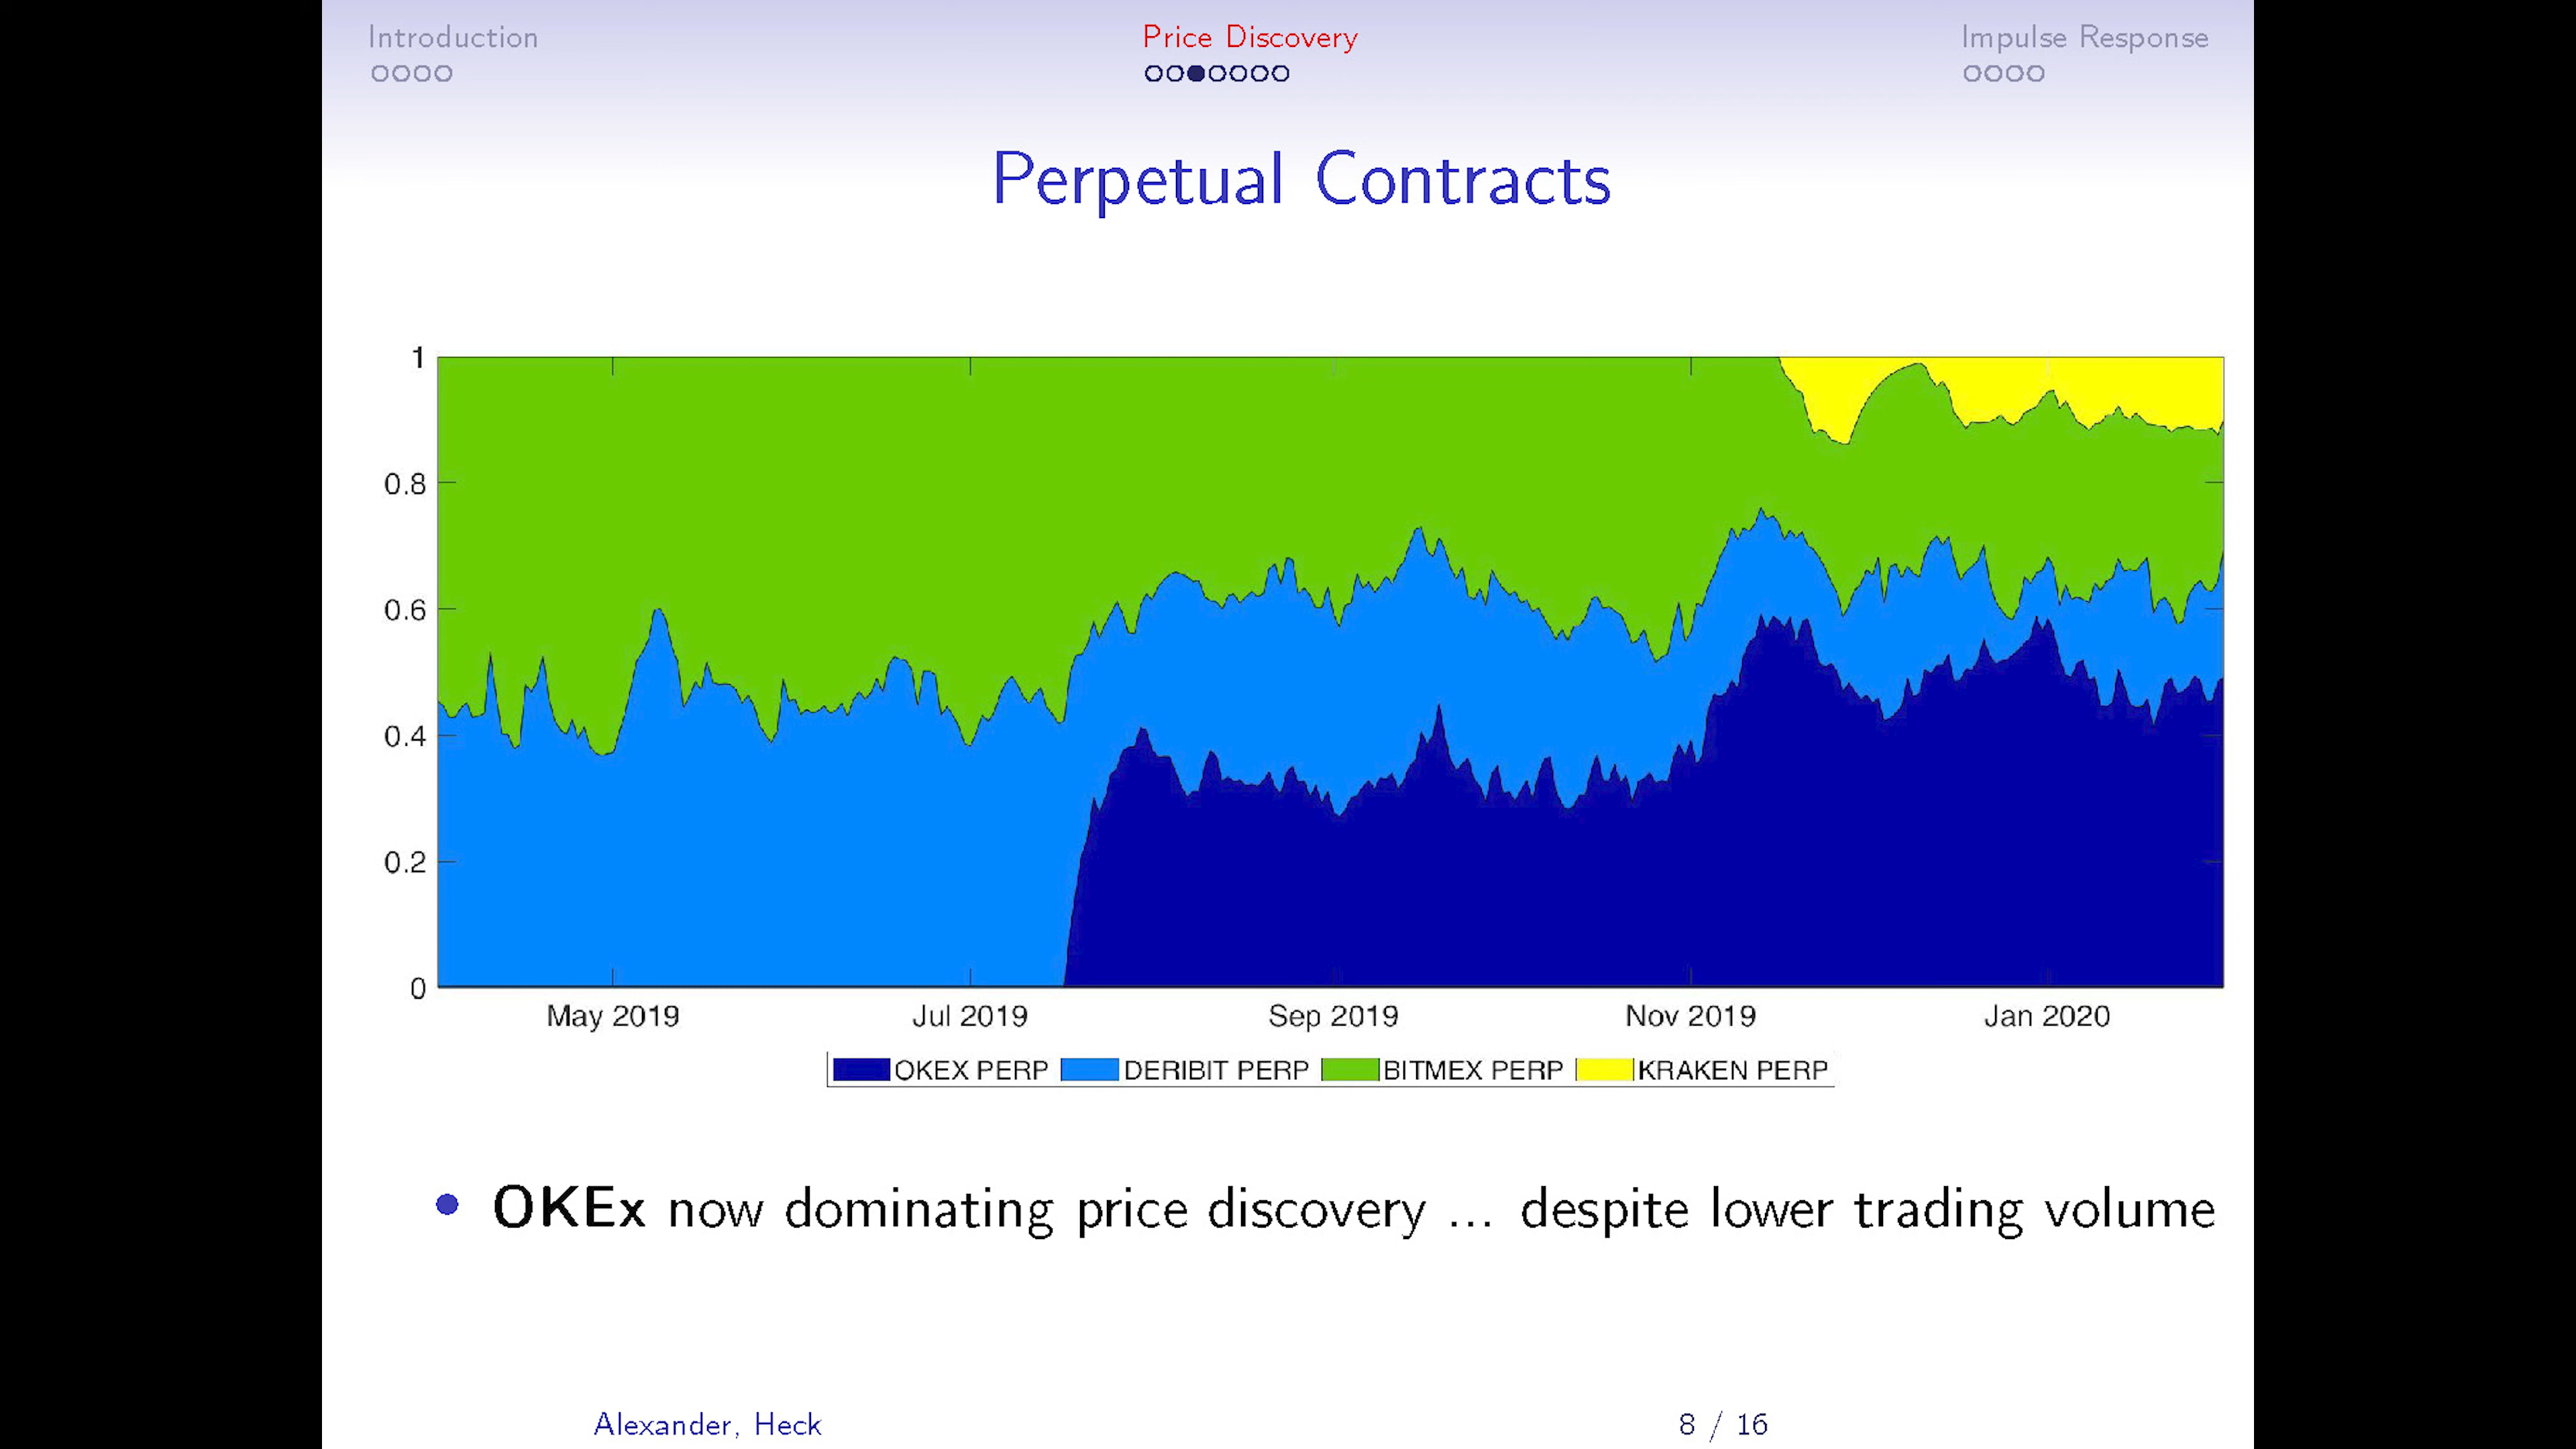 Introduction
Price Discovery
Impulse Response
Perpetual Contracts
1
0.8
0.6
0.4
0.2
0
May 2019
Jul 2019
Sep 2019
Nov 2019
Jan 2020
OKEX PERP
DERIBIT PERP
BITMEX PERP
KRAKEN PERP
• OKEx now dominating price discovery ... despite lower trading volume
Alexander, Heck
8 / 16